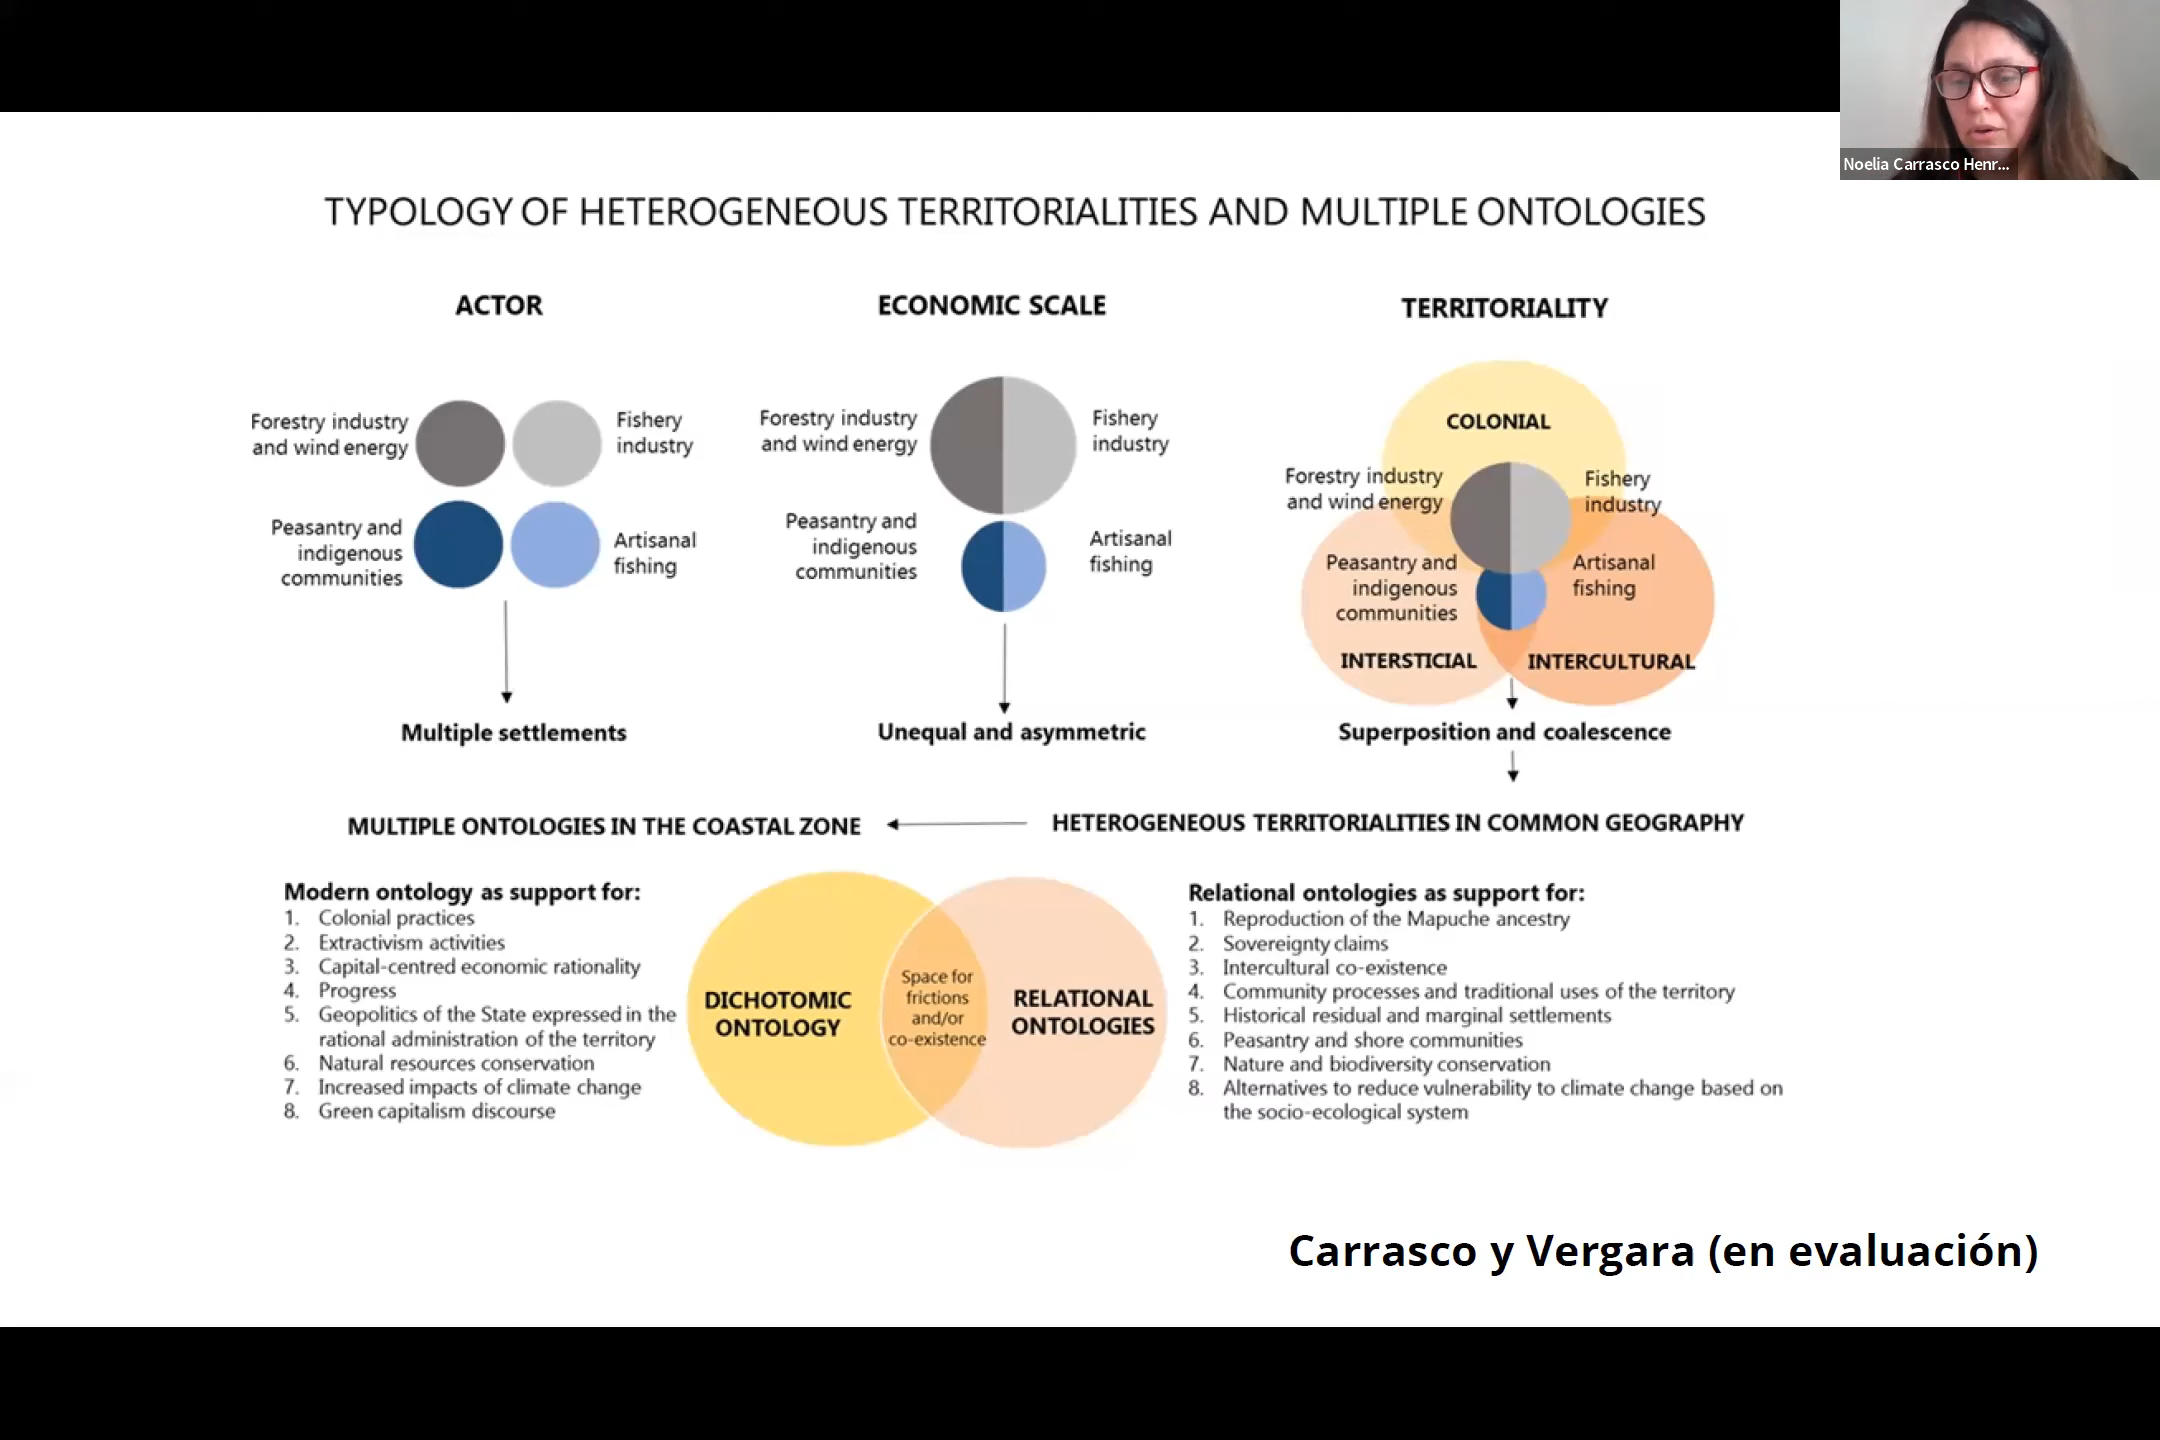 Noelia Carrasco Henr...
TYPOLOGY OF HETEROGENEOUS TERRITORIALITIES AND MULTIPLE ONTOLOGIES
ACTOR
Forestry industry
and wind energy
Fishery
industry
Peasantry and
indigenous
communities
Artisanal
fishing
Multiple settlements
ECONOMIC SCALE
Forestry industry
and wind energy
Fishery
industry
Peasantry and
indigenous
communities
Artisanal
fishing
Unequal and asymmetric
TERRITORIALITY
COLONIAL
Forestry industry
and wind energy
Fishery
industry
Peasantry and
indigenous
communities
Artisanal
fishing
INTERSTICIAL
INTERCULTURAL
Superposition and coalescence
HETEROGENEOUS TERRITORIALITIES IN COMMON GEOGRAPHY
MULTIPLE ONTOLOGIES IN THE COASTAL ZONE
Modern ontology as support for:
1. Colonial practices
2. Extractivism activities
3. Capital-centred economic rationality
4. Progress
5. Geopolitics of the State expressed in the
rational administration of the territory
6. Natural resources conservation
7. Increased impacts of climate change
8. Green capitalism discourse
DICHOTOMIC
ONTOLOGY
Space for
frictions
and/or
co-existence
RELATIONAL
ONTOLOGIES
Relational ontologies as support for:
1. Reproduction of the Mapuche ancestry
2. Sovereignty claims
3. Intercultural co-existence
4. Community processes and traditional uses of the territory
5. Historical residual and marginal settlements
6. Peasantry and shore communities
7. Nature and biodiversity conservation
8. Alternatives to reduce vulnerability to climate change based on
the socio-ecological system
Carrasco y Vergara (en evaluación)